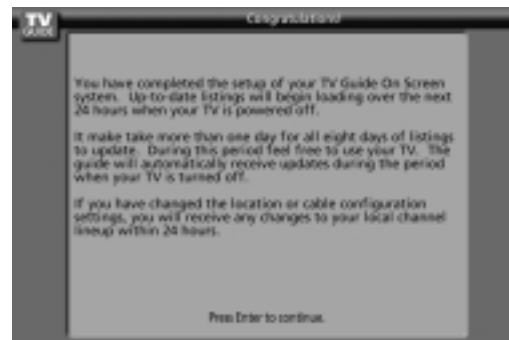 TV
GUIDE
Congratulations!
You have completed the setup of your TV Guide On Screen
system. Up-to-date listings will begin loading over the next
24 hours when your TV is powered off.
It make take more than one day for all eight days of listings
to update. During this period feel free to use your TV. The
guide will automatically receive updates during the period
when your TV is turned off.
If you have changed the location or cable configuration
settings, you will receive any changes to your local channel
lineup within 24 hours.
Press Enter to continue.